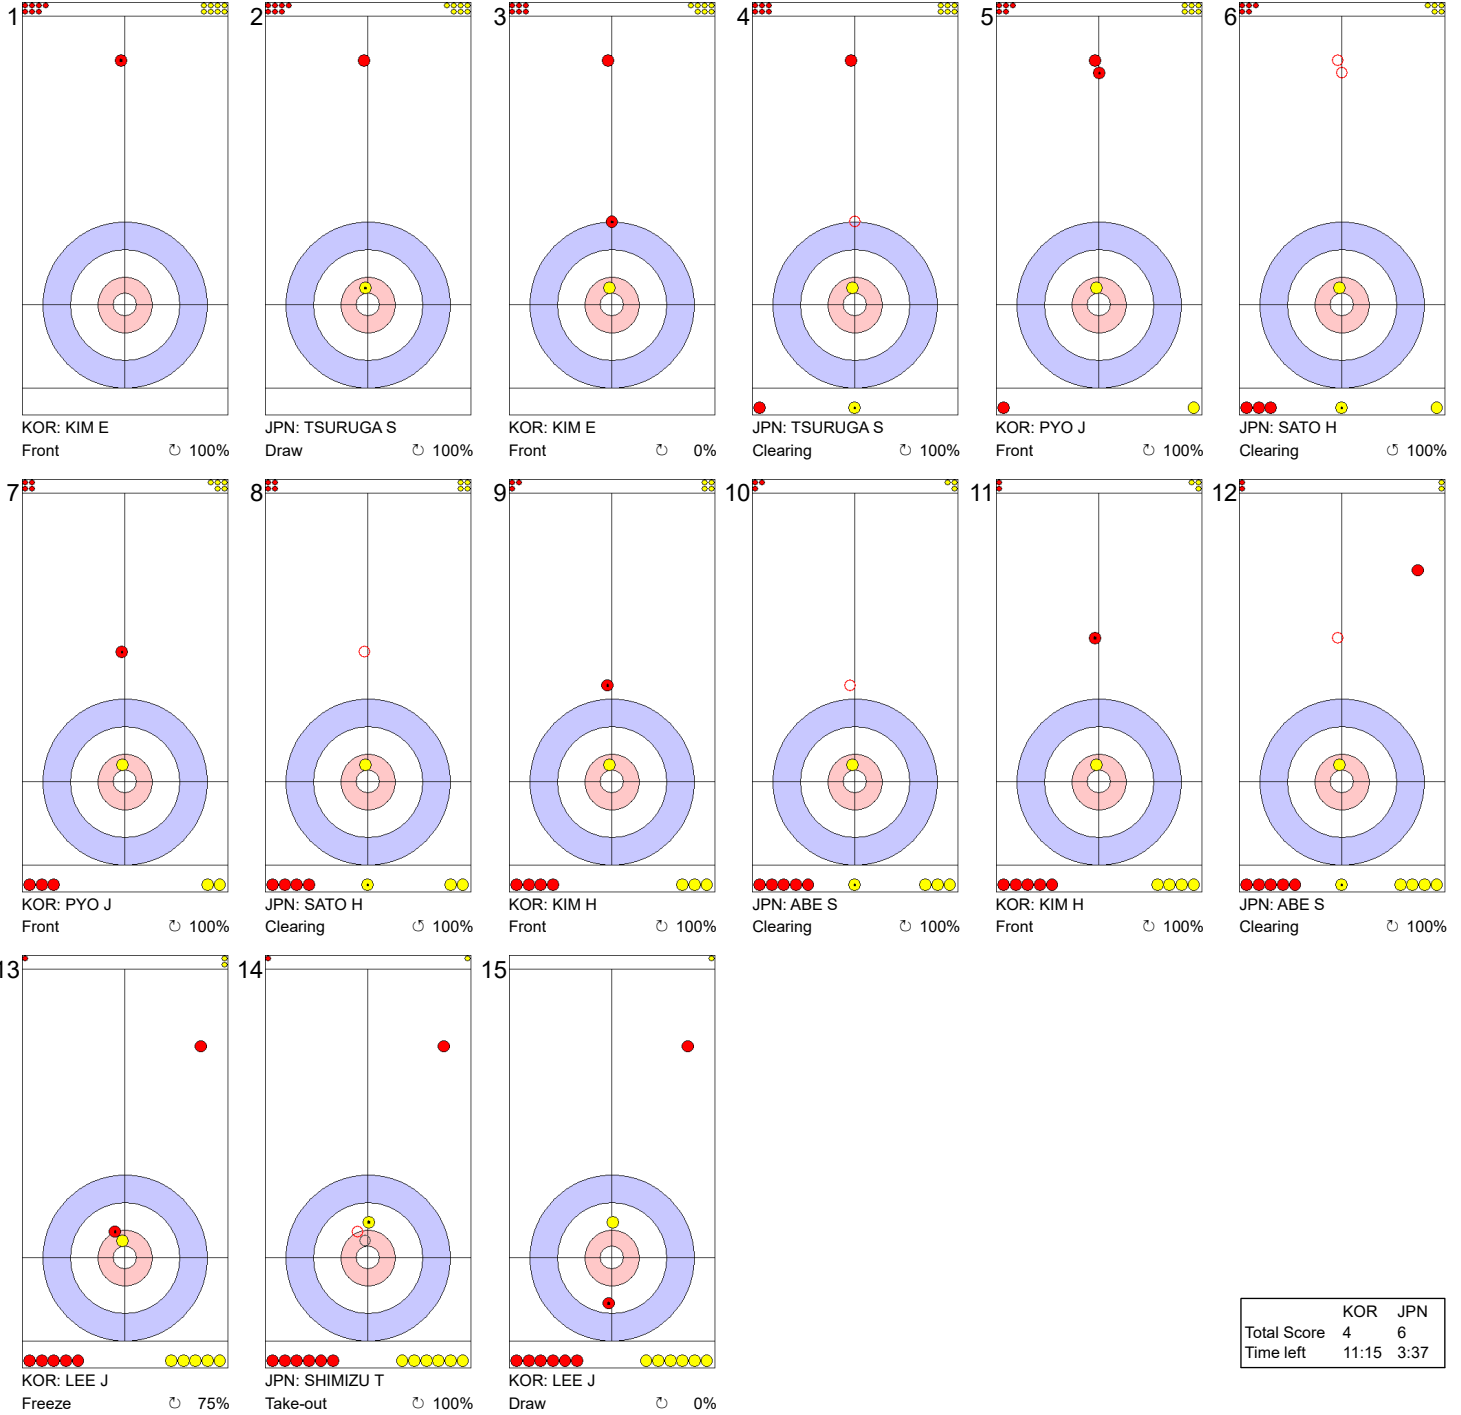 1
KOR: KIM E
Front ↻ 100%
2
JPN: TSURUGA S
Draw ↻ 100%
3
KOR: KIM E
Front ↻ 0%
4
JPN: TSURUGA S
Clearing ↺ 100%
5
KOR: PYO J
Front ↻ 100%
6
JPN: SATO H
Clearing ↺ 100%
7
KOR: PYO J
Front ↻ 100%
8
JPN: SATO H
Clearing ↺ 100%
9
KOR: KIM H
Front ↻ 100%
10
JPN: ABE S
Clearing ↺ 100%
11
KOR: KIM H
Front ↻ 100%
12
JPN: ABE S
Clearing ↻ 100%
13
KOR: LEE J
Freeze ↻ 75%
14
JPN: SHIMIZU T
Take-out ↻ 100%
15
KOR: LEE J
Draw ↻ 0%
KOR JPN
Total Score 4 6
Time left 11:15 3:37